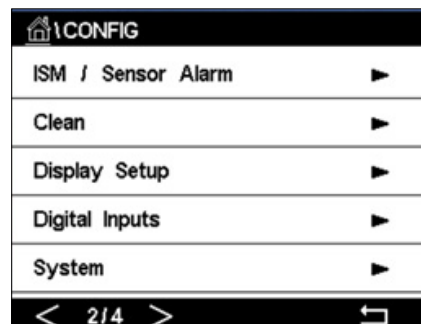 \CONFIG
ISM / Sensor Alarm
Clean
Display Setup
Digital Inputs
System
< 2/4 >